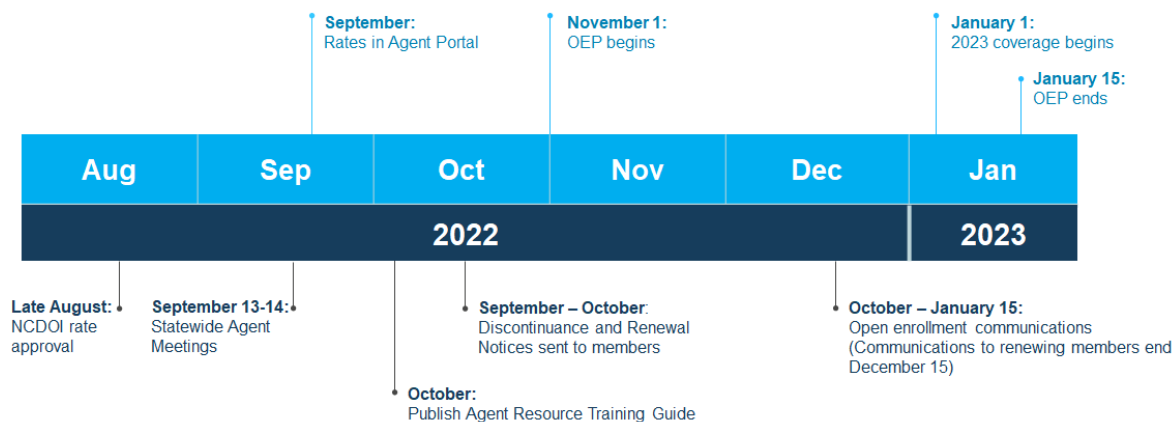 September:
Rates in Agent Portal
November 1:
OEP begins
January 1:
2023 coverage begins
January 15:
OEP ends
Aug
Sep
Oct
Nov
Dec
Jan
2022
2023
Late August:
NCDOI rate
approval
September 13-14:
Statewide Agent
Meetings
September – October:
Discontinuance and Renewal
Notices sent to members
October – January 15:
Open enrollment communications
(Communications to renewing members end
December 15)
October:
Publish Agent Resource Training Guide